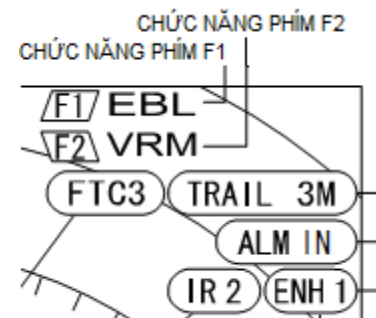 CHỨC NĂNG PHÍM F2
CHỨC NĂNG PHÍM F1
F1 EBL
F2 VRM
FTC3 TRAIL 3M
ALM IN
IR 2 ENH 1